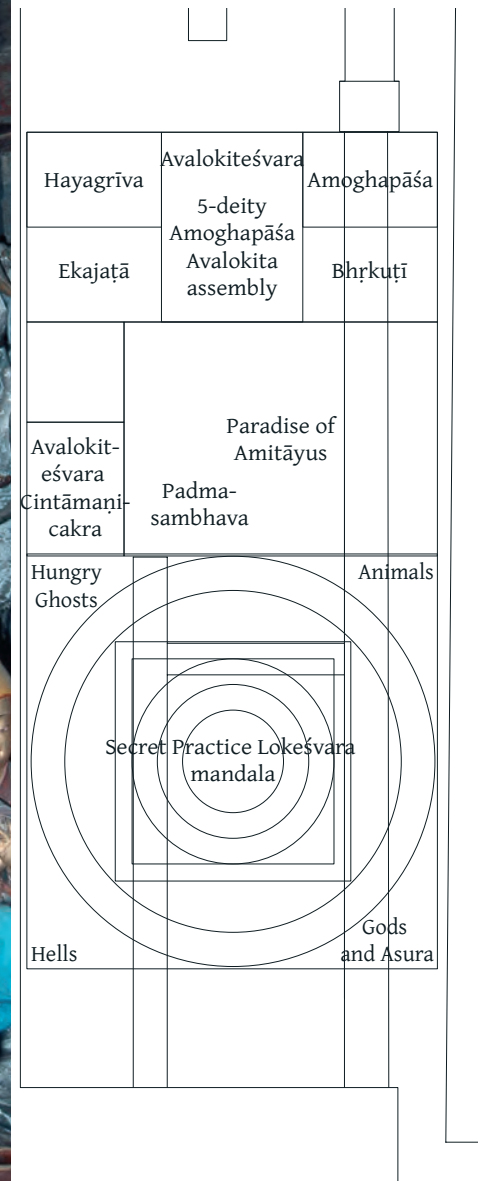 Hayagrīva
Avalokiteśvara
5-deity
Amoghapāśa
Avalokita
assembly
Amoghapāśa
Ekajaṭā
Bhṛkuṭī
Avalokit-
eśvara
Cintāmaṇi-
cakra
Paradise of
Amitāyus
Padma-
sambhava
Hungry
Ghosts
Animals
Secret Practice Lokeśvara
mandala
Hells
Gods
and Asura